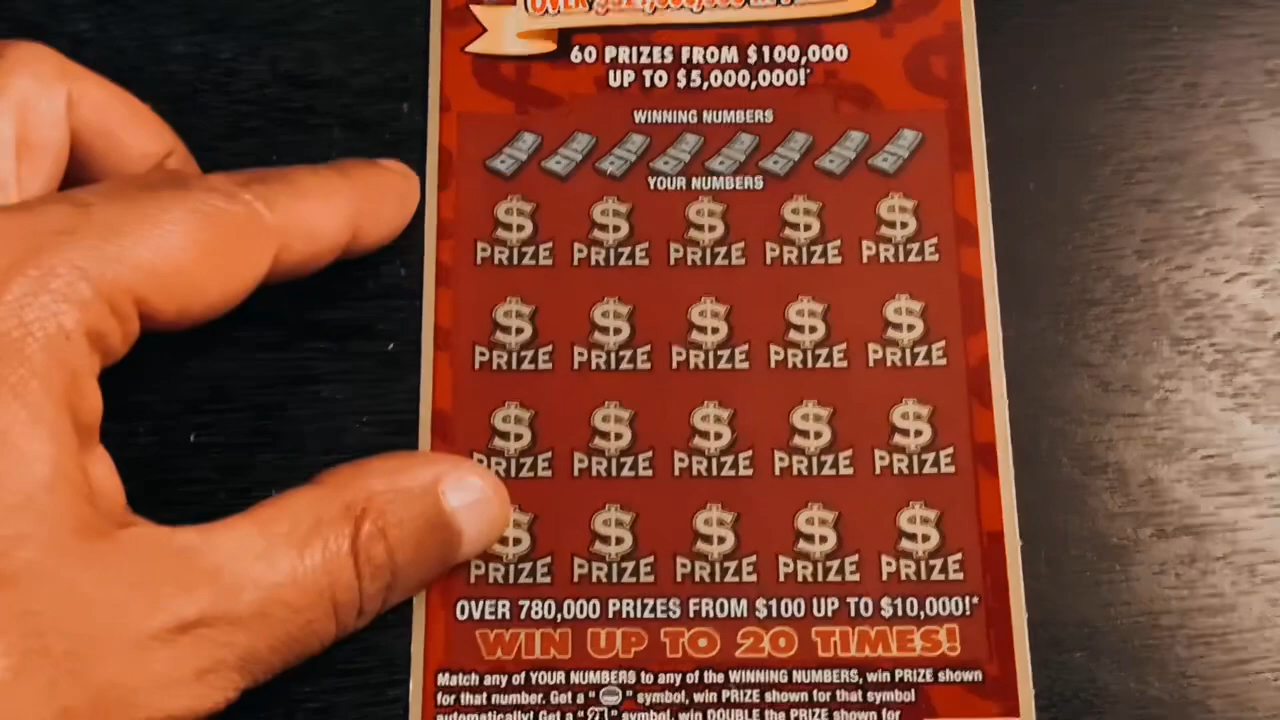 OVER
60 PRIZES FROM $100,000
UP TO $5,000,000!*
WINNING NUMBERS
YOUR NUMBERS
$ $ $ $ $
PRIZE PRIZE PRIZE PRIZE PRIZE
$ $ $ $ $
PRIZE PRIZE PRIZE PRIZE PRIZE
$ $ $ $ $
PRIZE PRIZE PRIZE PRIZE PRIZE
$ $ $ $ $
PRIZE PRIZE PRIZE PRIZE PRIZE
OVER 780,000 PRIZES FROM $100 UP TO $10,000!*
WIN UP TO 20 TIMES!
Match any of YOUR NUMBERS to any of the WINNING NUMBERS, win PRIZE shown
for that number. Get a " " symbol, win PRIZE shown for that symbol
automatically! Get a " " symbol, win DOUBLE the PRIZE shown for